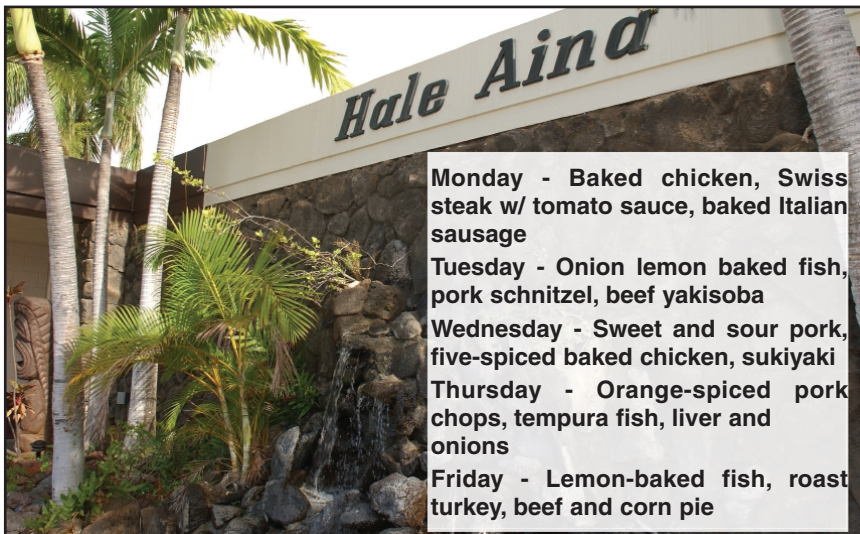 Hale Aina
Monday - Baked chicken, Swiss
steak w/ tomato sauce, baked Italian
sausage
Tuesday - Onion lemon baked fish,
pork schnitzel, beef yakisoba
Wednesday - Sweet and sour pork,
five-spiced baked chicken, sukiyaki
Thursday - Orange-spiced pork
chops, tempura fish, liver and
onions
Friday - Lemon-baked fish, roast
turkey, beef and corn pie